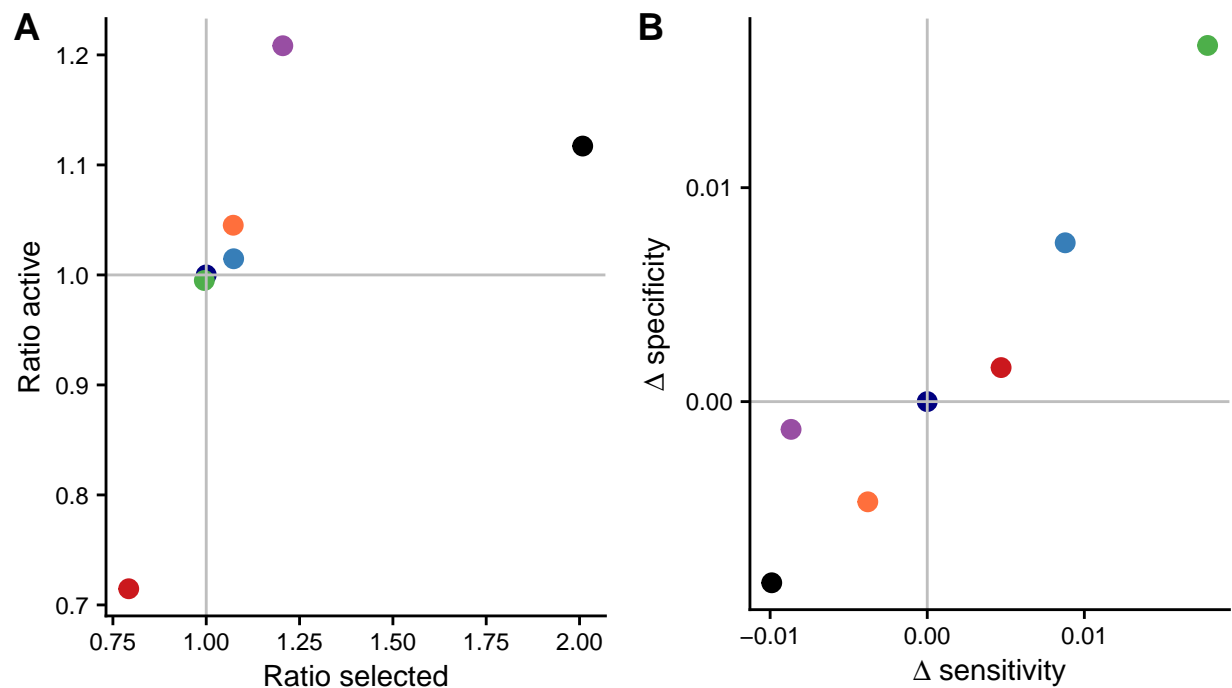 A
1.2
1.1
1.0
0.9
0.8
0.7
Ratio active
0.75
1.00
1.25
1.50
1.75
2.00
Ratio selected
B
0.01
0.00
Δ specificity
−0.01
0.00
0.01
Δ sensitivity